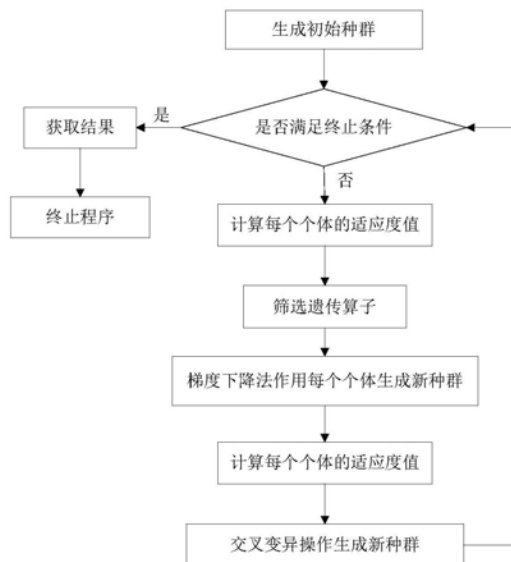 生成初始种群
是否满足终止条件
是
获取结果
终止程序
否
计算每个个体的适应度值
筛选遗传算子
梯度下降法作用每个个体生成新种群
计算每个个体的适应度值
交叉变异操作生成新种群